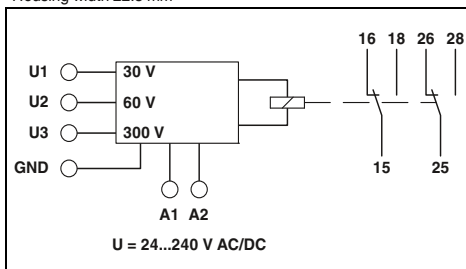 Housing width 22.5 mm
16 18 26 28
U1 30 V
U2 60 V
U3 300 V
GND
15 25
A1 A2
U = 24...240 V AC/DC